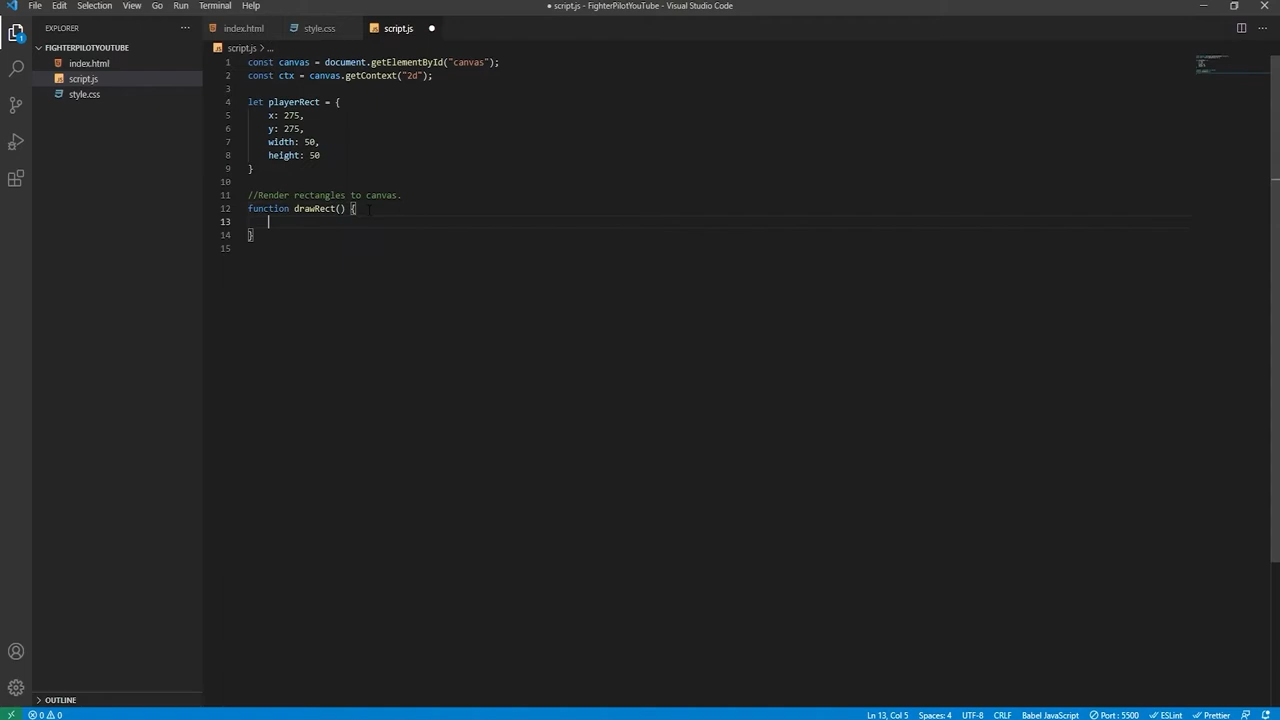 File Edit Selection View Go Run Terminal Help
● script.js - FighterPilotYouTube - Visual Studio Code
EXPLORER
index.html
style.css
script.js
FIGHTERPILOTYOUTUBE
script.js > ...
index.html
script.js
style.css
1 const canvas = document.getElementById("canvas");
2 const ctx = canvas.getContext("2d");
3
4 let playerRect = {
5 x: 275,
6 y: 275,
7 width: 50,
8 height: 50
9 }
10
11 //Render rectangles to canvas.
12 function drawRect() {
13
14 }
15
1
OUTLINE
0 0
Ln 13, Col 5 Spaces: 4 UTF-8 CRLF Babel JavaScript Port : 5500 ESLint Prettier